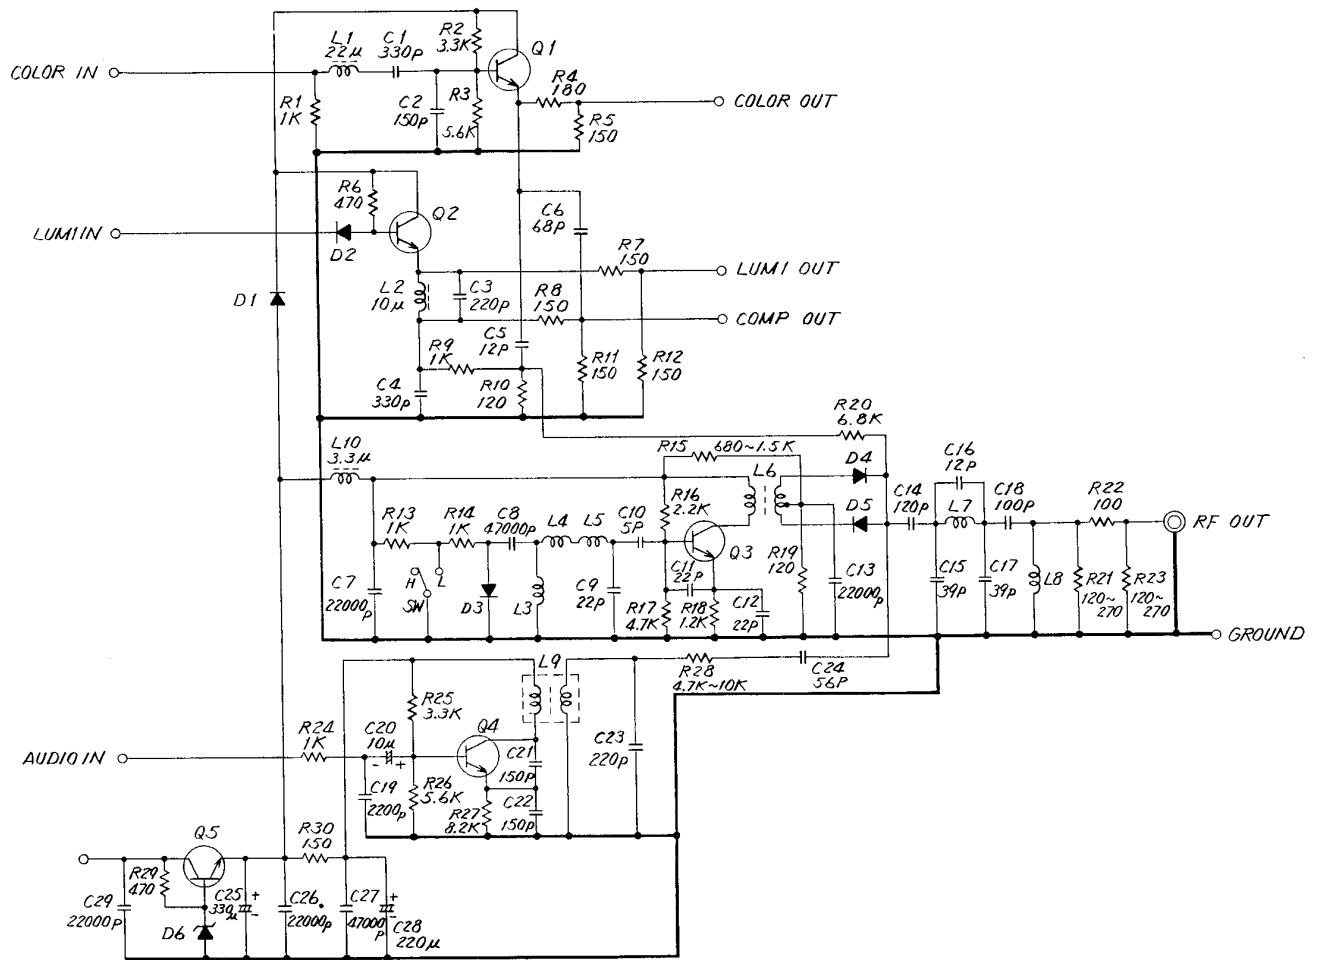 COLOR IN
L1
22μ
C1
330p
R2
3.3K
Q1
R1
1K
C2
150p
R3
5.6K
R4
180
COLOR OUT
R5
150
LUMI IN
R6
470
Q2
D2
C6
68P
R7
150
LUMI OUT
D1
L2
10μ
C3
220p
R8
150
COMP OUT
C5
12P
R9
1K
R11
150
R12
150
C4
330p
R10
120
R20
6.8K
L10
3.3μ
R15
680~1.5K
L6
D4
C16
12P
R13
1K
R14
1K
C8
47000p
L4
L5
C10
5P
R16
2.2K
D5
C14
120p
L7
C18
100p
R22
100
RF OUT
Q3
R19
120
H
L
SW
C7
22000p
D3
L3
C9
22p
C11
22p
R17
4.7K
R18
1.2K
C12
22p
C13
22000p
C15
39p
C17
39p
L8
R21
120~270
R23
120~270
GROUND
L9
R28
4.7K~10K
C24
56P
R25
3.3K
R24
1K
C20
10μ
- +
Q4
AUDIO IN
C21
150p
C23
220p
C19
2200p
R26
5.6K
R27
8.2K
C22
150p
R30
150
Q5
R29
470
C29
22000p
D6
C25
330μ
+
-
C26
22000p
C27
47000p
+
-
C28
220μ